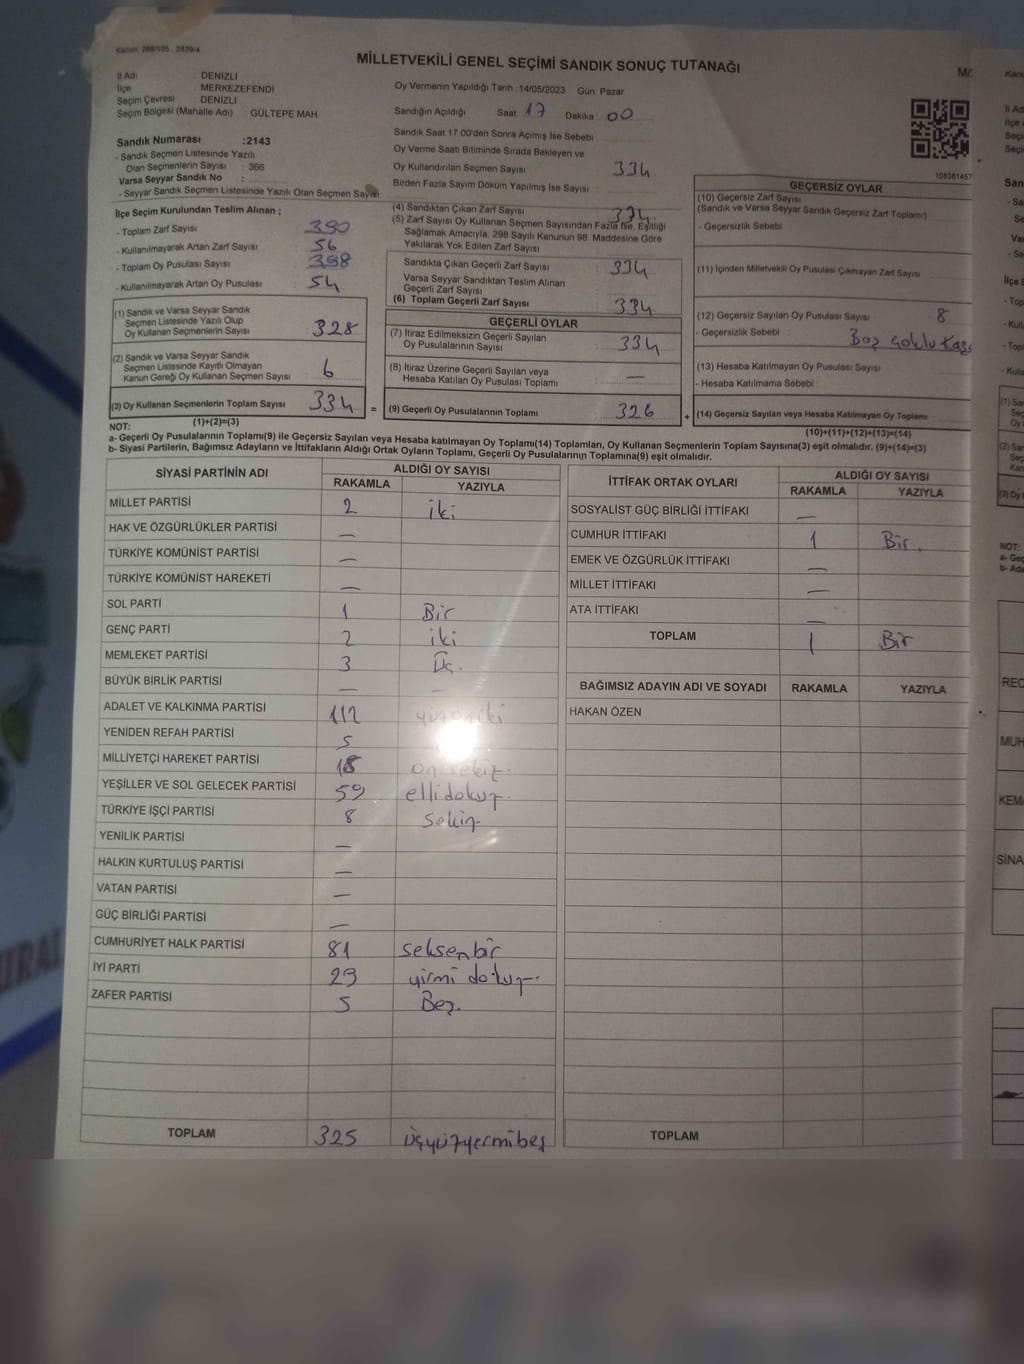 Kanun: 298/105 : 2839/4
MİLLETVEKİLİ GENEL SEÇİMİ SANDIK SONUÇ TUTANAĞI
İl Adı : DENİZLİ
İlçe : MERKEZEFENDİ
Seçim Çevresi : DENİZLİ
Seçim Bölgesi (Mahalle Adı) GÜLTEPE MAH
Sandık Numarası :2143
- Sandık Seçmen Listesinde Yazılı
Olan Seçmenlerin Sayısı : 366
Varsa Seyyar Sandık No :
- Seyyar Sandık Seçmen Listesinde Yazılı Olan Seçmen Sayısı
Oy Vermenin Yapıldığı Tarih :14/05/2023 Gün: Pazar
Sandığın Açıldığı Saat: 17 Dakika : 00
Sandık Saat 17:00'den Sonra Açımış İse Sebebi :
Oy Verme Saati Bitiminde Sırada Bekleyen ve
Oy Kullandırılan Seçmen Sayısı 334
Birden Fazla Sayım Döküm Yapılmış İse Sayısı
108381457
İlçe Seçim Kurulundan Teslim Alınan ;
- Toplam Zarf Sayısı : 390
- Kullanılmayarak Artan Zarf Sayısı : 56
- Toplam Oy Pusulası Sayısı : 388
- Kullanılmayarak Artan Oy Pusulası : 54
(1) Sandık ve Varsa Seyyar Sandık
Seçmen Listesinde Yazılı Olup
Oy Kullanan Seçmenlerin Sayısı : 328
(2) Sandık ve Varsa Seyyar Sandık
Seçmen Listesinde Kayıtlı Olmayan
Kanun Gereği Oy Kullanan Seçmen Sayısı : 6
(3) Oy Kullanan Seçmenlerin Toplam Sayısı 334 =
(1)+(2)=(3)
(4) Sandıktan Çıkan Zarf Sayısı 334
(5) Zarf Sayısı Oy Kullanan Seçmen Sayısından Fazla İse, Eşitliği
Sağlamak Amacıyla; 298 Sayılı Kanunun 98. Maddesine Göre
Yakılarak Yok Edilen Zarf Sayısı
Sandıkta Çıkan Geçerli Zarf Sayısı : 334
Varsa Seyyar Sandıktan Teslim Alınan
Geçerli Zarf Sayısı
(6) Toplam Geçerli Zarf Sayısı : 334
GEÇERLİ OYLAR
(7) İtiraz Edilmeksizin Geçerli Sayılan
Oy Pusulalarının Sayısı : 334
(8) İtiraz Üzerine Geçerli Sayılan veya
Hesaba Katılan Oy Pusulası Toplamı : —
(9) Geçerli Oy Pusulalarının Toplamı : 326 +
GEÇERSİZ OYLAR
(10) Geçersiz Zarf Sayısı
(Sandık ve Varsa Seyyar Sandık Geçersiz Zarf Toplamı)
- Geçersizlik Sebebi :
(11) İçinden Milletvekili Oy Pusulası Çıkmayan Zarf Sayısı
(12) Geçersiz Sayılan Oy Pusulası Sayısı : 8
- Geçersizlik Sebebi :
(13) Hesaba Katılmayan Oy Pusulası Sayısı
- Hesaba Katılmama Sebebi
(14) Geçersiz Sayılan veya Hesaba Katılmayan Oy Toplamı
(10)+(11)+(12)+(13)=(14)
NOT:
a- Geçerli Oy Pusulalarının Toplamı(9) ile Geçersiz Sayılan veya Hesaba katılmayan Oy Toplamı(14) Toplamları, Oy Kullanan Seçmenlerin Toplam Sayısına(3) eşit olmalıdır. (9)+(14)=(3)
b- Siyasi Partilerin, Bağımsız Adayların ve İttifakların Aldığı Ortak Oyların Toplamı, Geçerli Oy Pusulalarının Toplamına(9) eşit olmalıdır.
SİYASİ PARTİNİN ADI ALDIĞI OY SAYISI
RAKAMLA YAZIYLA
MİLLET PARTİSİ 2 iki
HAK VE ÖZGÜRLÜKLER PARTİSİ —
TÜRKİYE KOMÜNİST PARTİSİ —
TÜRKİYE KOMÜNİST HAREKETİ —
SOL PARTİ 1 Bir
GENÇ PARTİ 2 iki
MEMLEKET PARTİSİ 3 Üç.
BÜYÜK BİRLİK PARTİSİ — —
ADALET VE KALKINMA PARTİSİ 112 yüzoniki
YENİDEN REFAH PARTİSİ 5
MİLLİYETÇİ HAREKET PARTİSİ 18 on sekiz.
YEŞİLLER VE SOL GELECEK PARTİSİ 59 ellidokuz.
TÜRKİYE İŞÇİ PARTİSİ 8 sekiz
YENİLİK PARTİSİ —
HALKIN KURTULUŞ PARTİSİ —
VATAN PARTİSİ —
GÜÇ BİRLİĞİ PARTİSİ —
CUMHURİYET HALK PARTİSİ 81 seksenbir
İYİ PARTİ 29 yirmi dokuz.
ZAFER PARTİSİ 5 Beş.
TOPLAM 325 üçyüzyermibeş
İTTİFAK ORTAK OYLARI ALDIĞI OY SAYISI
RAKAMLA YAZIYLA
SOSYALİST GÜÇ BİRLİĞİ İTTİFAKI —
CUMHUR İTTİFAKI 1 Bir.
EMEK VE ÖZGÜRLÜK İTTİFAKI —
MİLLET İTTİFAKI —
ATA İTTİFAKI —
TOPLAM 1 Bir
BAĞIMSIZ ADAYIN ADI VE SOYADI RAKAMLA YAZIYLA
HAKAN ÖZEN
TOPLAM